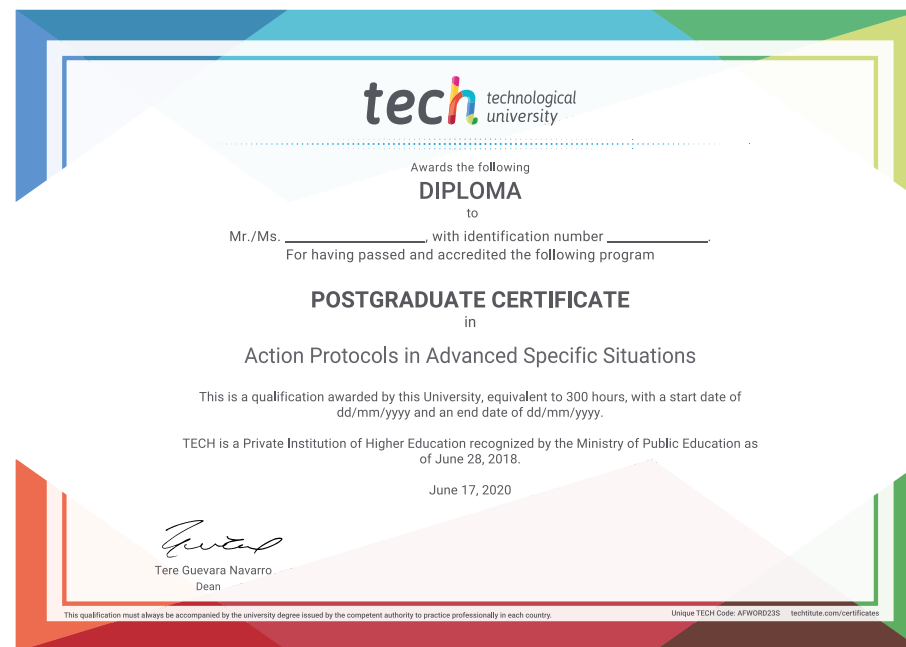 tech technological
university
Awards the following
DIPLOMA
to
Mr./Ms. ____________, with identification number ____________.
For having passed and accredited the following program
POSTGRADUATE CERTIFICATE
in
Action Protocols in Advanced Specific Situations
This is a qualification awarded by this University, equivalent to 300 hours, with a start date of
dd/mm/yyyy and an end date of dd/mm/yyyy.
TECH is a Private Institution of Higher Education recognized by the Ministry of Public Education as
of June 28, 2018.
June 17, 2020
Tere Guevara Navarro
Dean
This qualification must always be accompanied by the university degree issued by the competent authority to practice professionally in each country.
Unique TECH Code: AFWORD23S techtitute.com/certificates